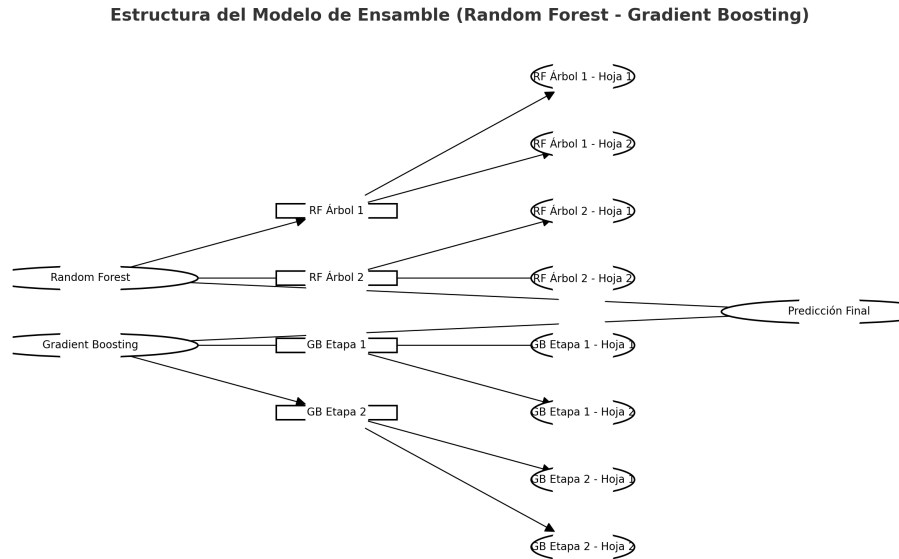 Estructura del Modelo de Ensamble (Random Forest - Gradient Boosting)
RF Árbol 1 - Hoja 1
RF Árbol 1 - Hoja 2
RF Árbol 1
RF Árbol 2 - Hoja 1
Random Forest
RF Árbol 2
RF Árbol 2 - Hoja 2
Predicción Final
Gradient Boosting
GB Etapa 1
GB Etapa 1 - Hoja 1
GB Etapa 2
GB Etapa 1 - Hoja 2
GB Etapa 2 - Hoja 1
GB Etapa 2 - Hoja 2